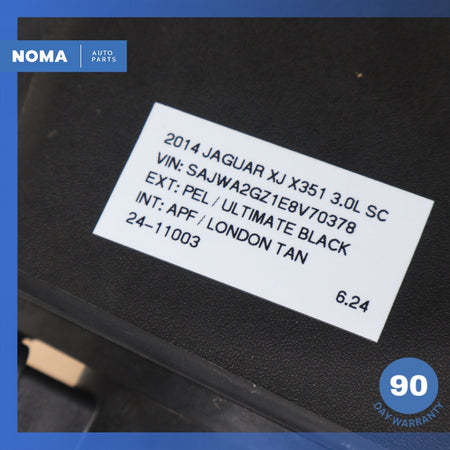 NOMA
AUTO
PARTS
2014 JAGUAR XJ X351 3.0L SC
VIN: SAJWA2GZ1E8V70378
EXT: PEL / ULTIMATE BLACK
INT: APF / LONDON TAN
24-11003
6.24
90
DAY WARRANTY